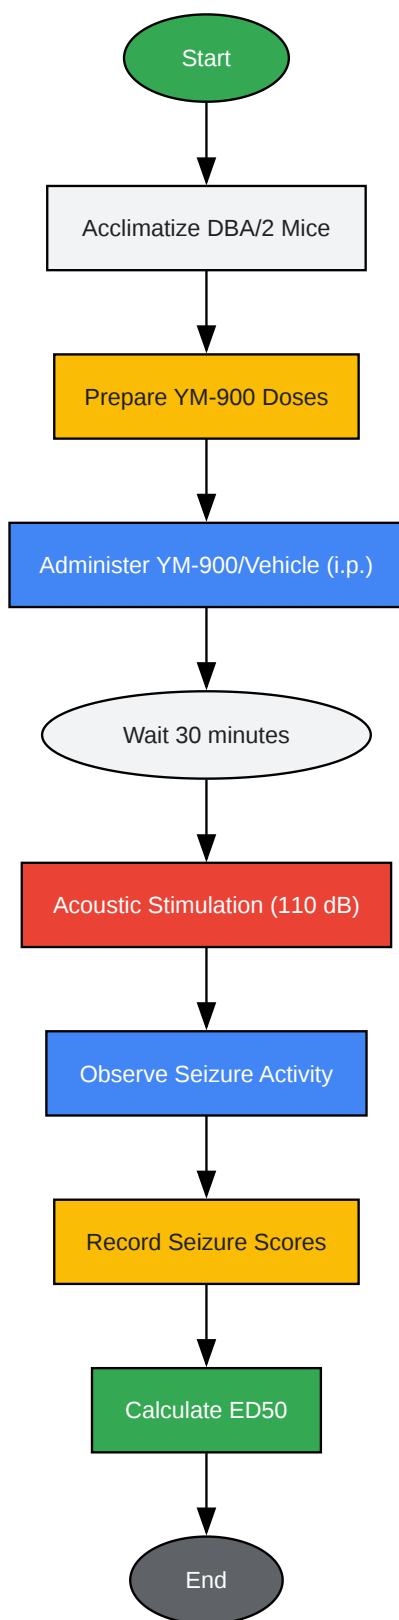 Start
Acclimatize DBA/2 Mice
Prepare YM-900 Doses
Administer YM-900/Vehicle (i.p.)
Wait 30 minutes
Acoustic Stimulation (110 dB)
Observe Seizure Activity
Record Seizure Scores
Calculate ED50
End